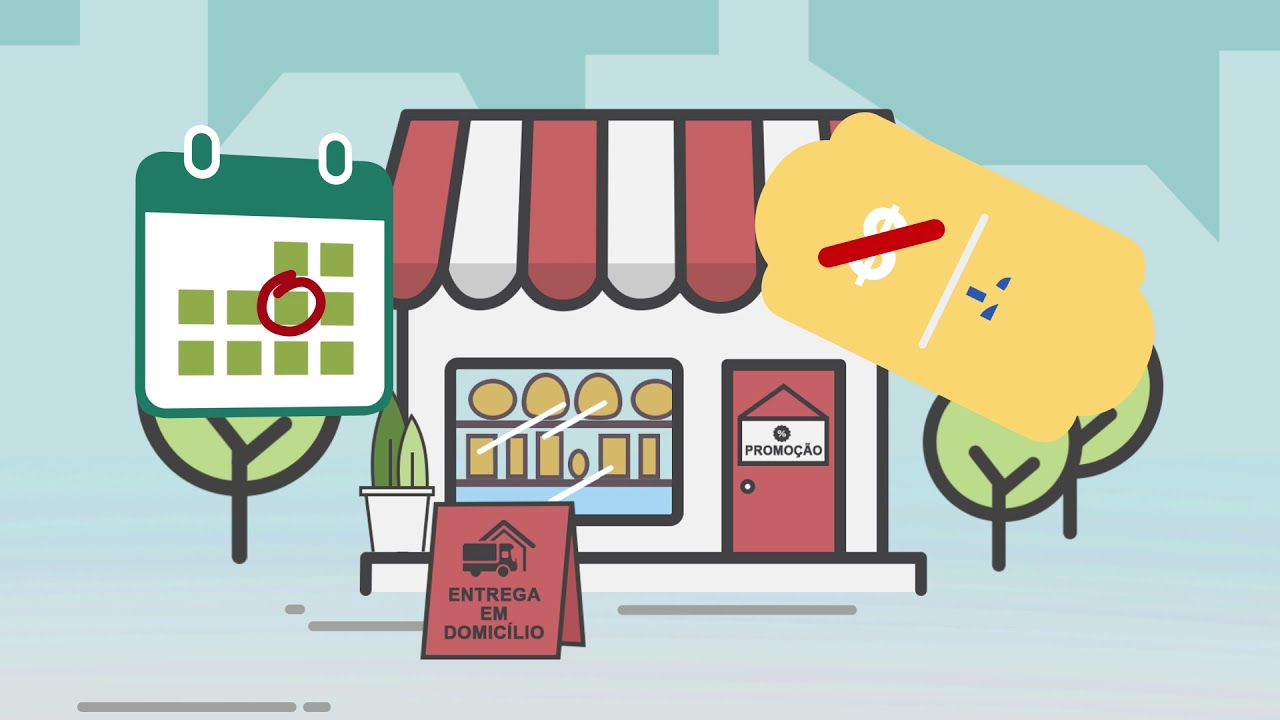 $
%
PROMOÇÃO
ENTREGA
EM
DOMICÍLIO